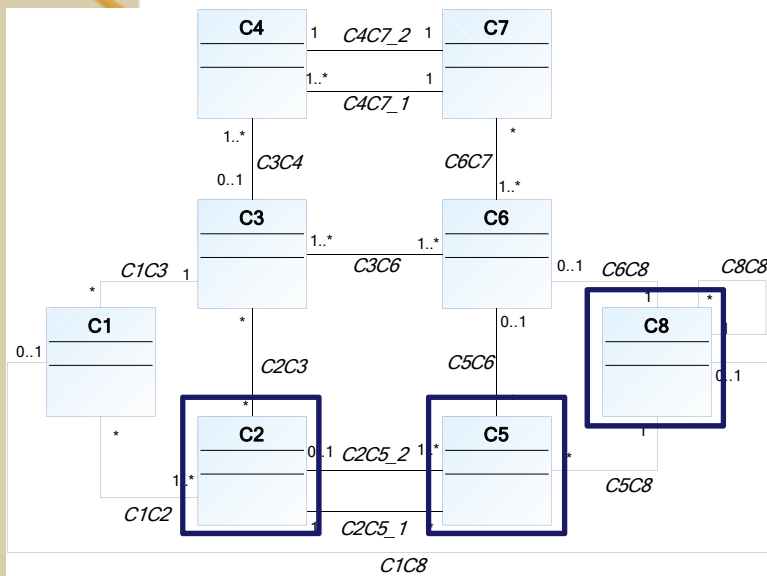 C4
1
C4C7_2
1
C7
1..*
C4C7_1
1
1..*
C3C4
0..1
*
C6C7
1..*
C3
1..*
C3C6
1..*
C6
C1C3
1
*
0..1
C6C8
1
C8C8
*
1
C1
0..1
C8
0..1
*
C2C3
*
0..1
C5C6
*
1..*
C1C2
C2
0..1
C2C5_2
1..*
C5
*
C5C8
1
1
C2C5_1
*
C1C8